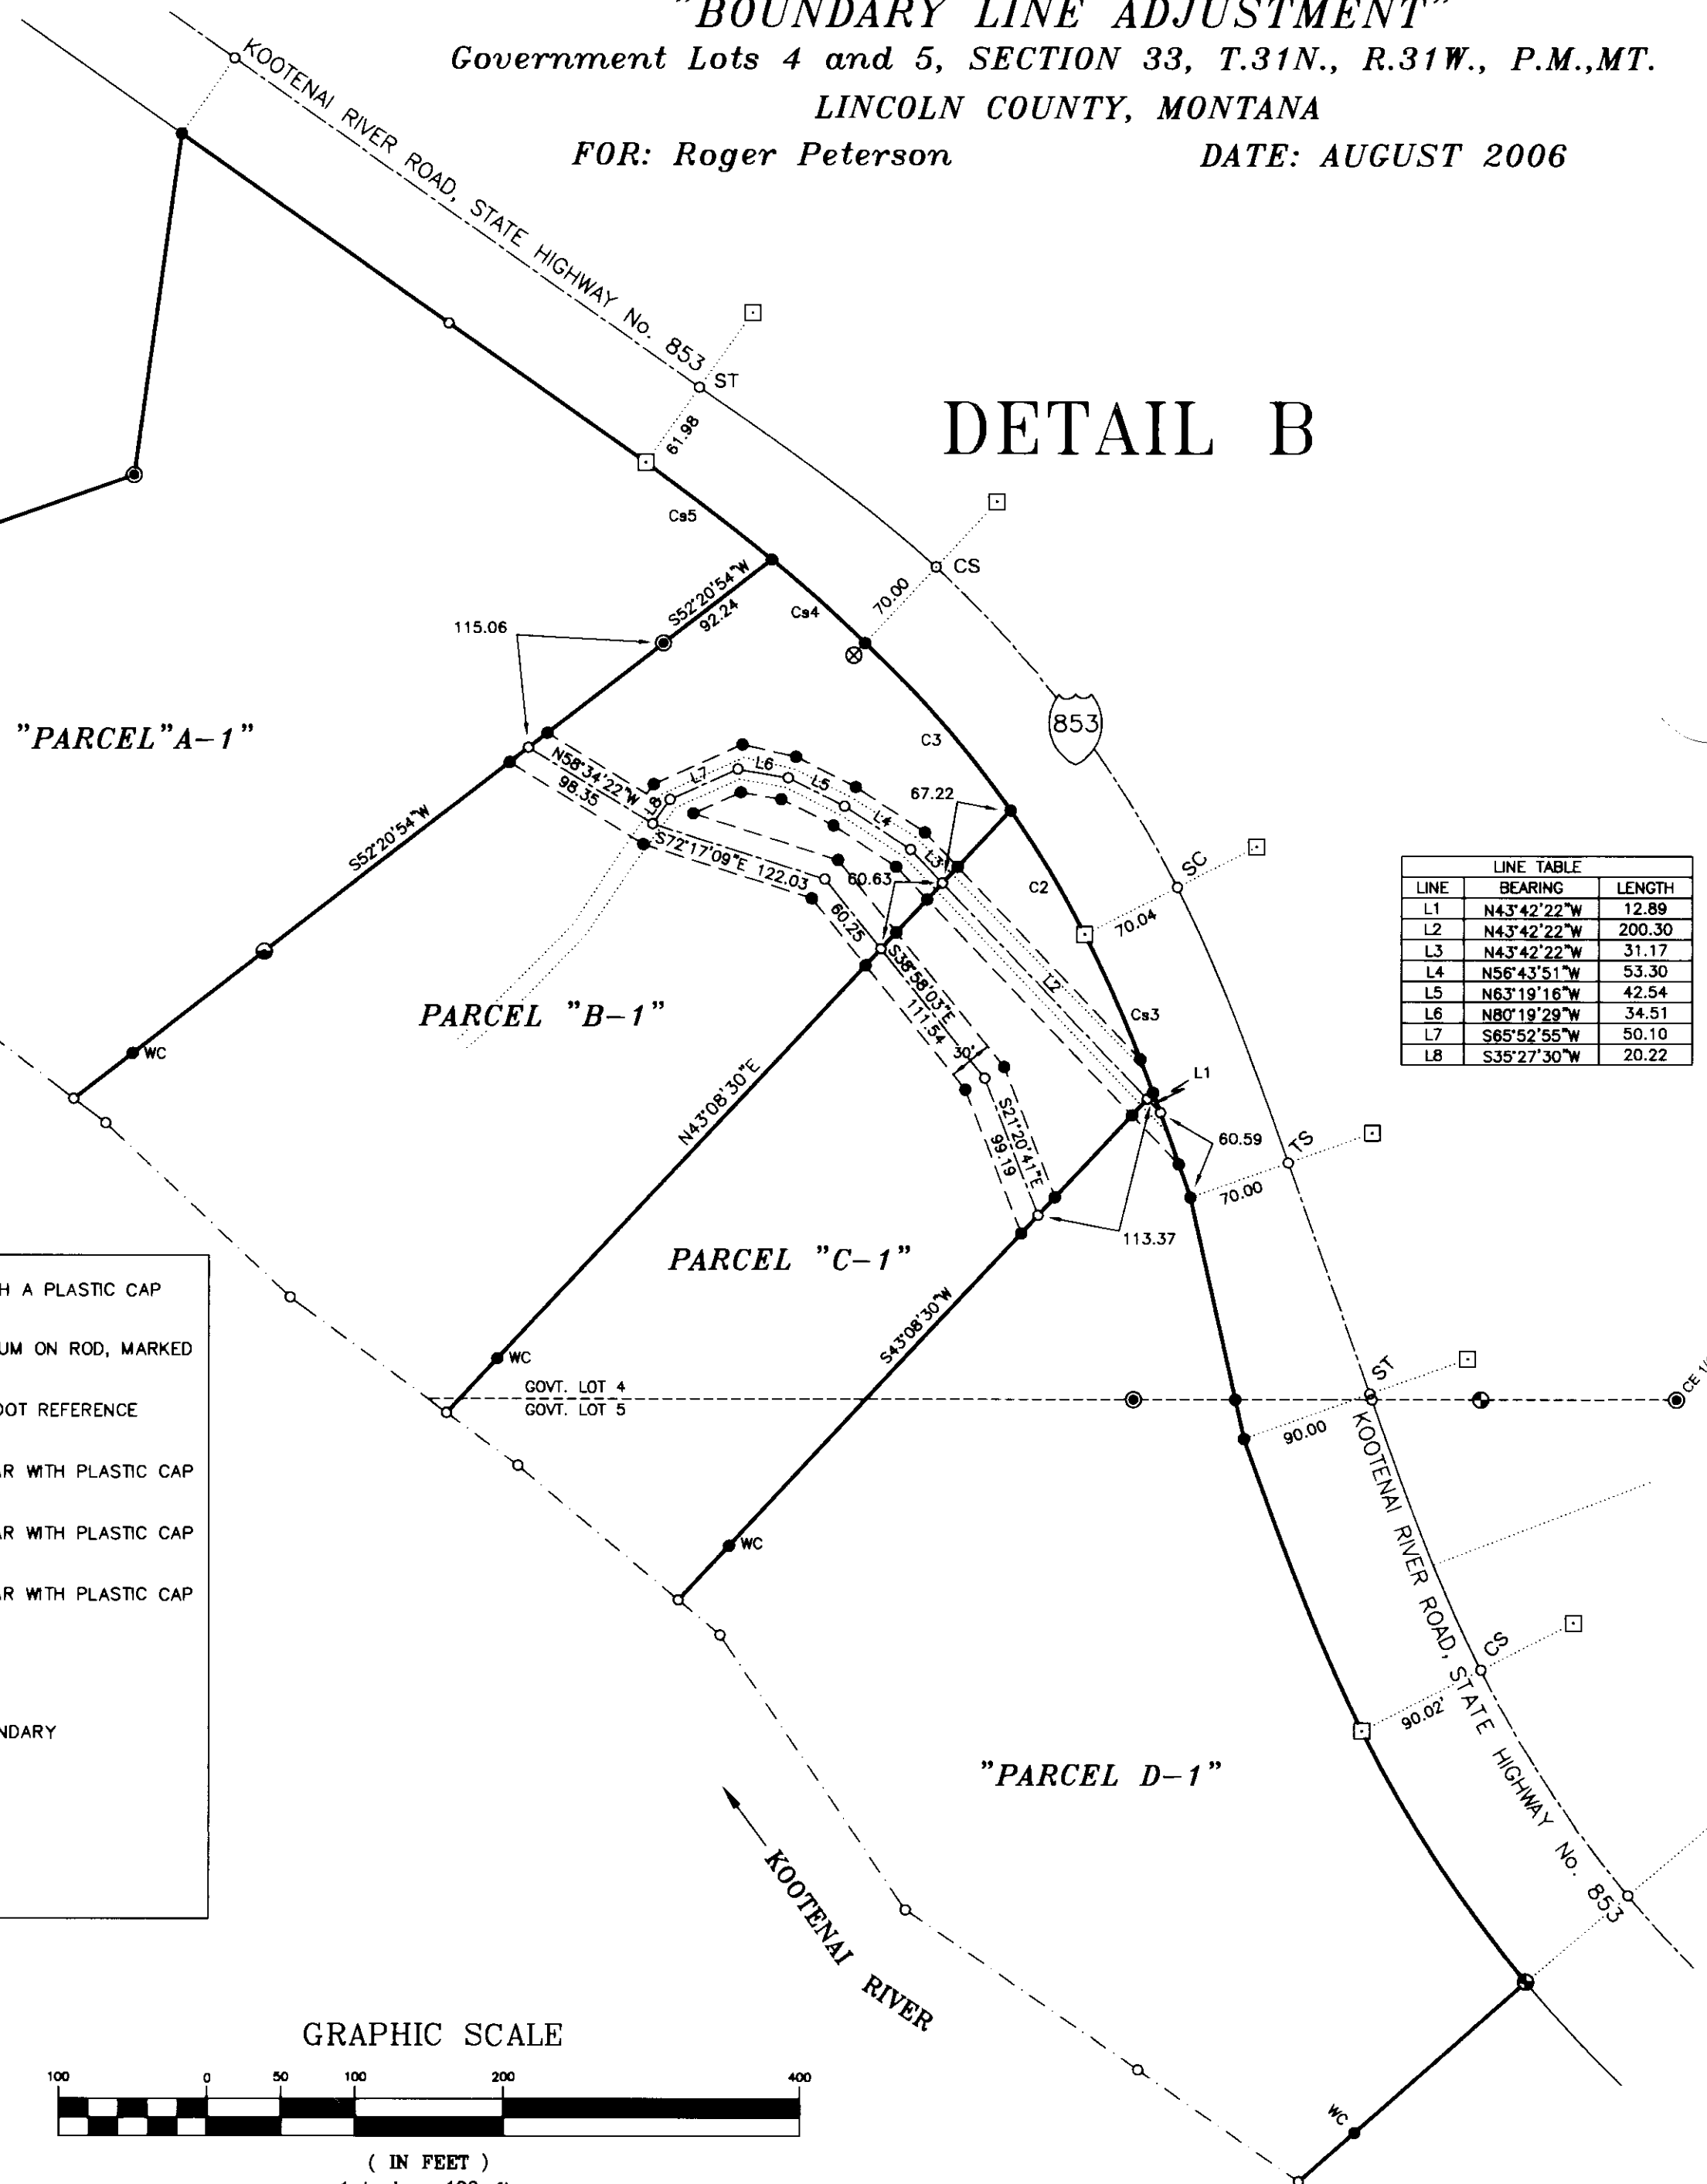 "BOUNDARY LINE ADJUSTMENT"
Government Lots 4 and 5, SECTION 33, T.31N., R.31W., P.M.,MT.
LINCOLN COUNTY, MONTANA
FOR: Roger Peterson
DATE: AUGUST 2006
KOOTENAI RIVER ROAD, STATE HIGHWAY No. 853
ST
61.98
DETAIL B
Cs5
CS
70.00
S52°20'54"W
92.24
Cs4
115.06
853
"PARCEL"A-1"
C3
N58°34'22"W
98.35
L8
L7
L6
L5
L4
L3
67.22
S52°20'54"W
S72°17'09"E 122.03
60.63
60.25
C2
SC
70.04
LINE TABLE
LINE BEARING LENGTH
L1 N43°42'22"W 12.89
L2 N43°42'22"W 200.30
L3 N43°42'22"W 31.17
L4 N56°43'51"W 53.30
L5 N63°19'16"W 42.54
L6 N80°19'29"W 34.51
L7 S65°52'55"W 50.10
L8 S35°27'30"W 20.22
PARCEL "B-1"
S38°58'03"E
111.54
L2
Cs3
30'
L1
WC
N43°08'30"E
S21°20'41"E
99.19
60.59
TS
70.00
113.37
PARCEL "C-1"
S43°08'30"W
WC
GOVT. LOT 4
GOVT. LOT 5
ST
CE
90.00
KOOTENAI RIVER ROAD, STATE HIGHWAY No. 853
WC
CS
90.02'
H A PLASTIC CAP
UM ON ROD, MARKED
OOT REFERENCE
AR WITH PLASTIC CAP
AR WITH PLASTIC CAP
AR WITH PLASTIC CAP
NDARY
"PARCEL D-1"
KOOTENAI RIVER
WC
GRAPHIC SCALE
100 0 50 100 200 400
( IN FEET )